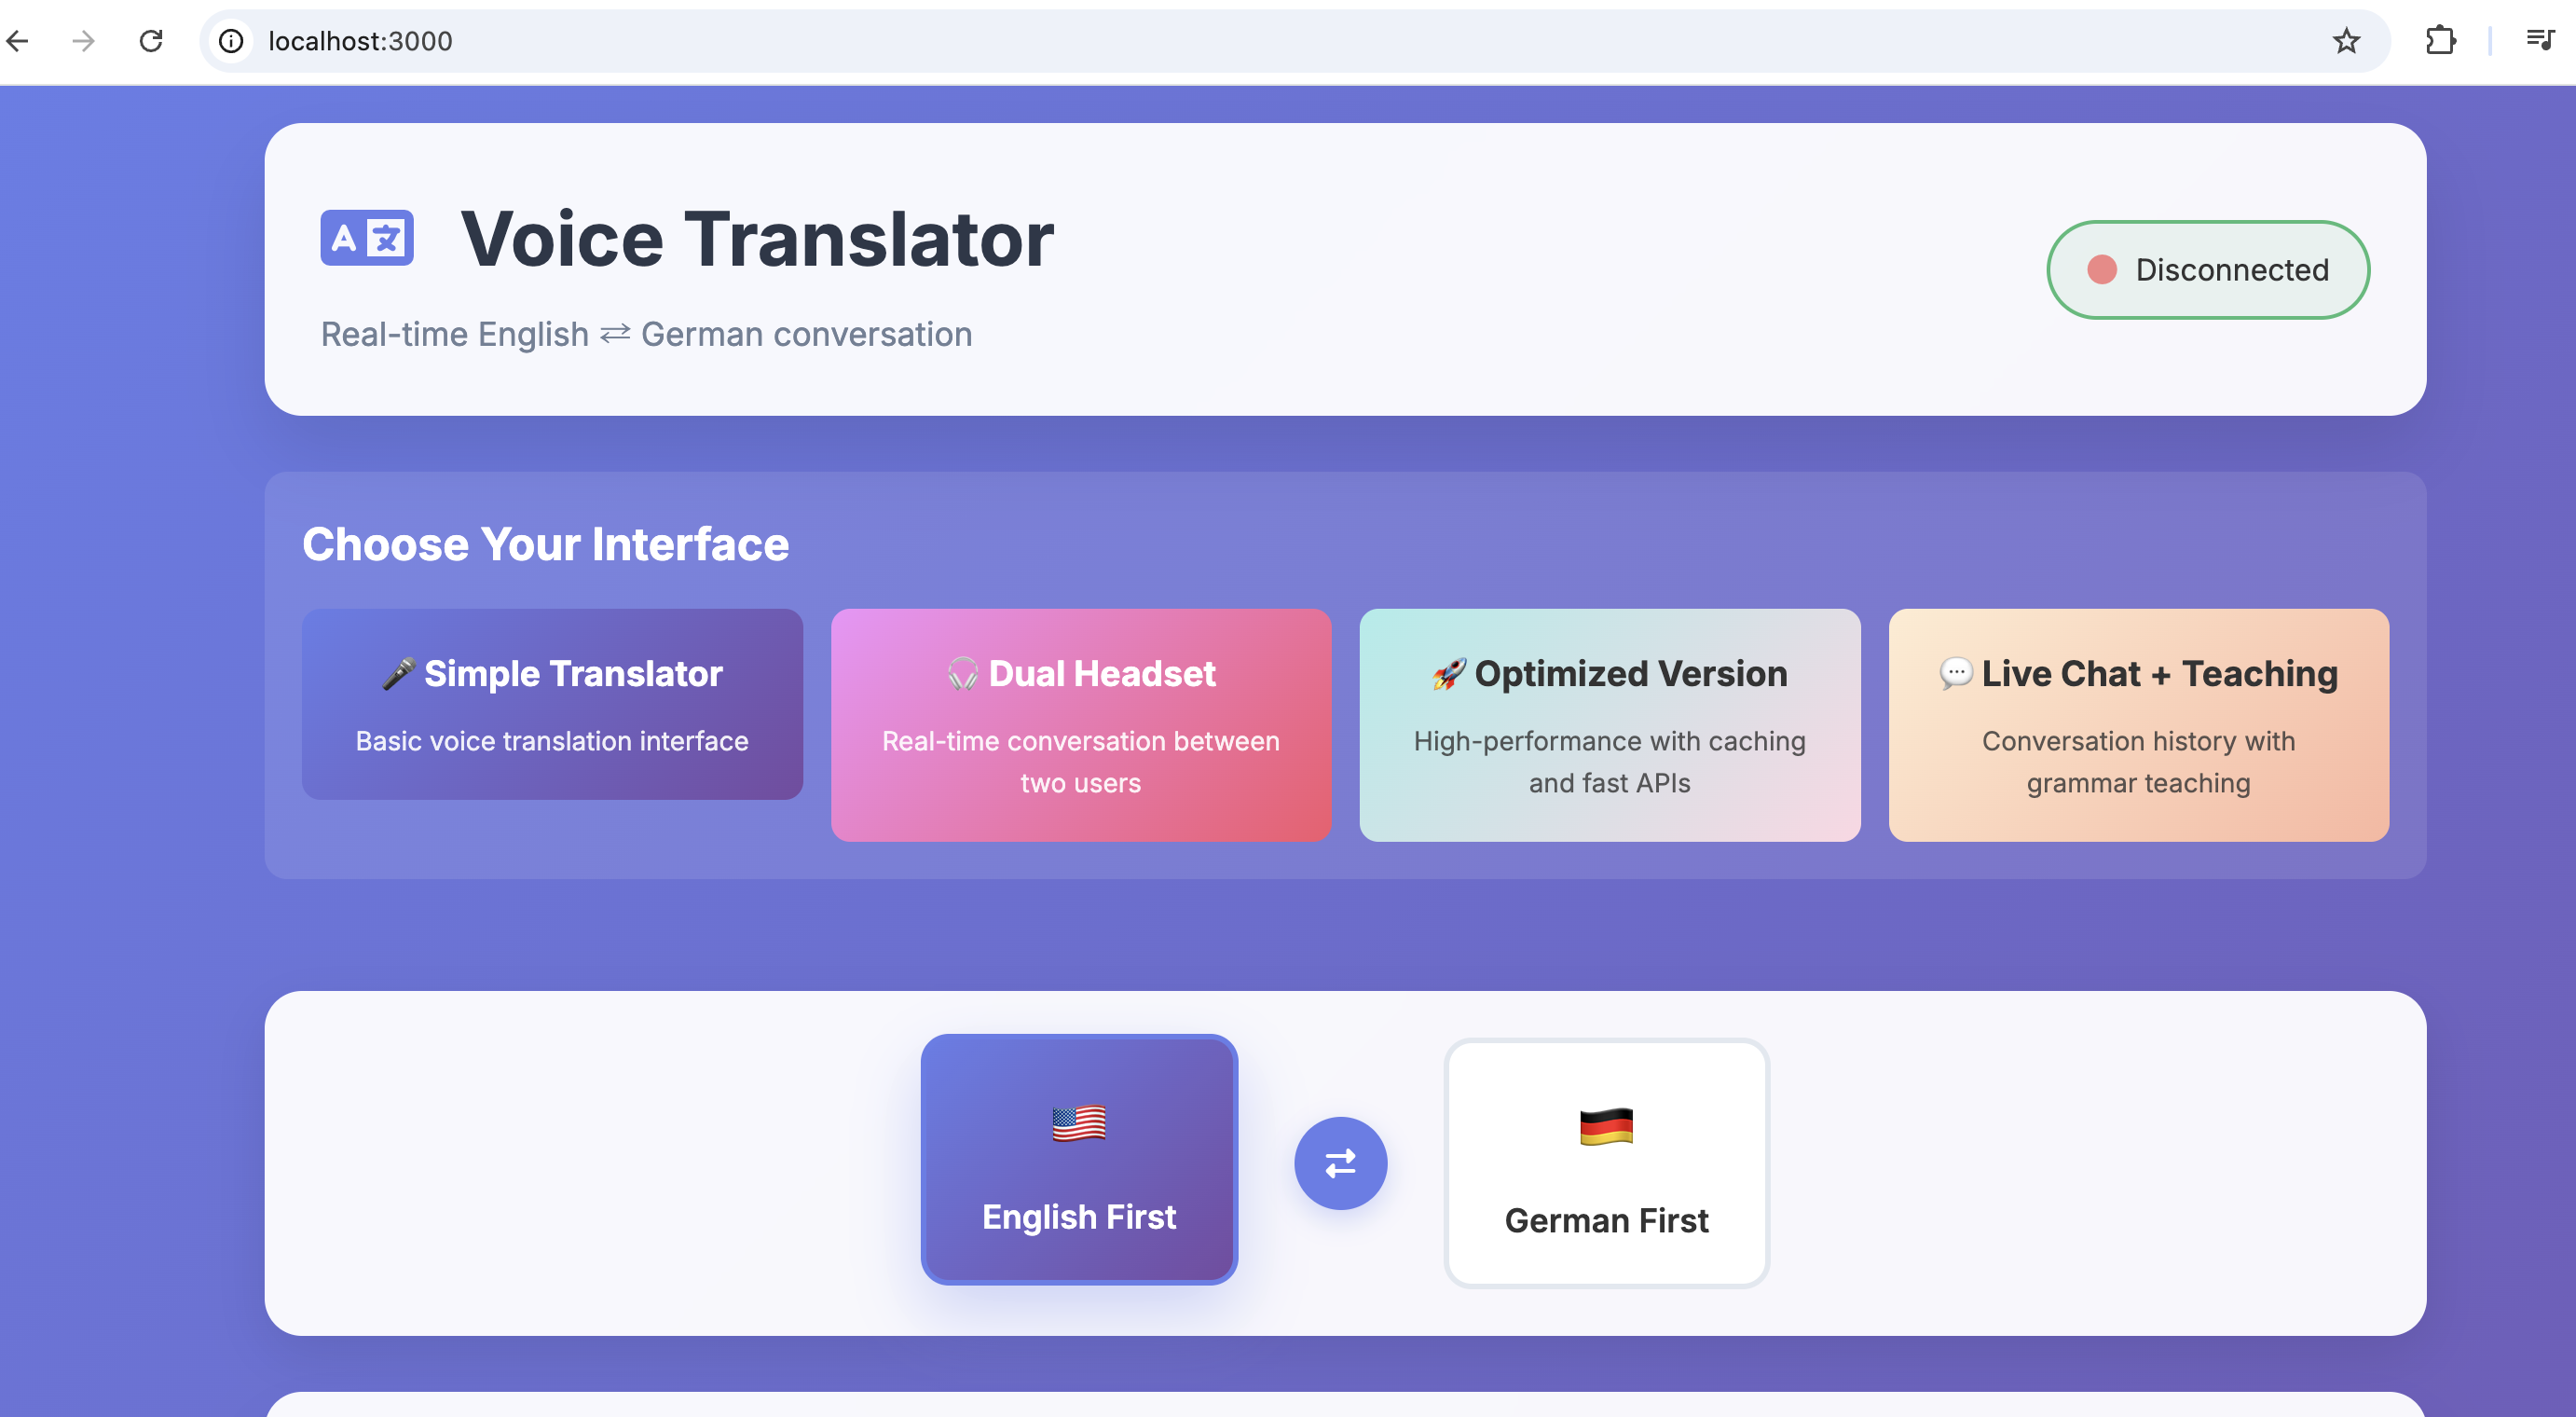 localhost:3000
A 文 Voice Translator
Real-time English ⇄ German conversation
Disconnected
Choose Your Interface
🎤 Simple Translator
Basic voice translation interface
🎧 Dual Headset
Real-time conversation between
two users
🚀 Optimized Version
High-performance with caching
and fast APIs
💬 Live Chat + Teaching
Conversation history with
grammar teaching
English First
German First